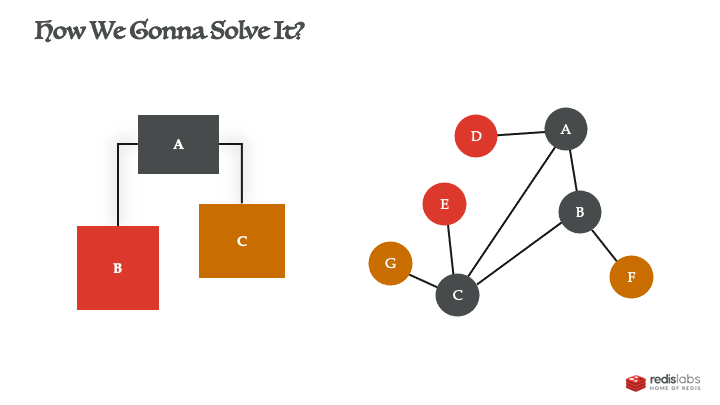 How We Gonna Solve It?
A
B
C
D
A
E
B
G
C
F
redislabs
HOME OF REDIS